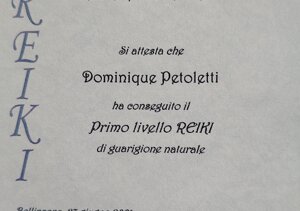 REIKI
Si attesta che
Dominique Petoletti
ha conseguito il
Primo livello REIKI
di guarigione naturale